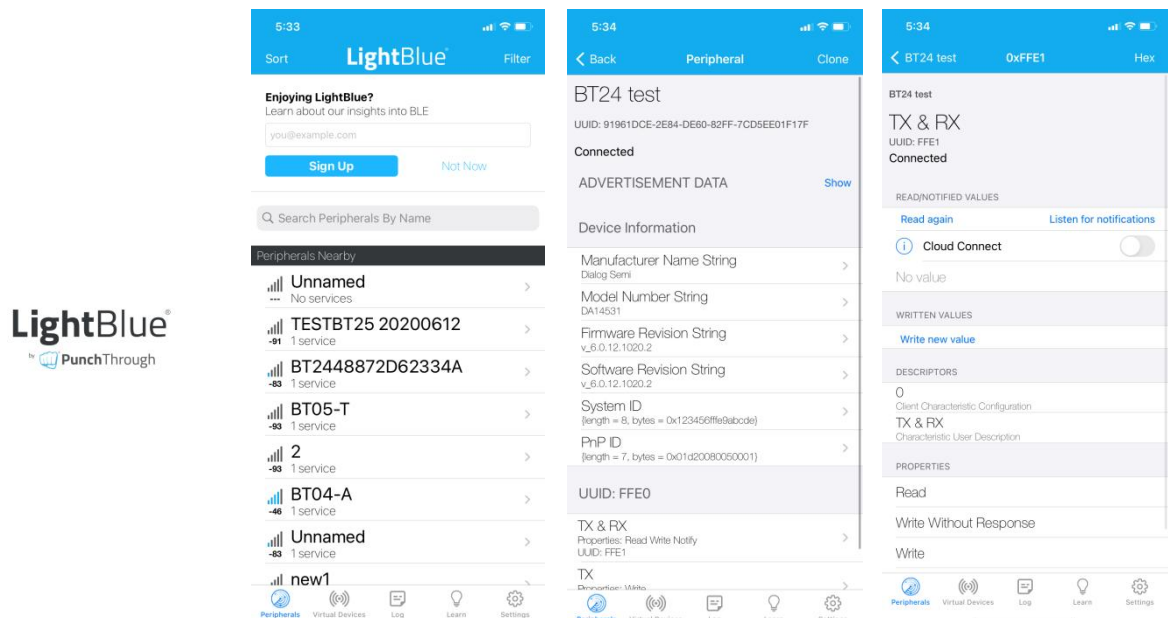 LightBlue®
by PunchThrough
5:33
Sort LightBlue® Filter
Enjoying LightBlue?
Learn about our insights into BLE
you@example.com
Sign Up Not Now
Search Peripherals By Name
Peripherals Nearby
Unnamed
--- No services
TESTBT25 20200612
-91 1 service
BT2448872D62334A
-83 1 service
BT05-T
-93 1 service
2
-93 1 service
BT04-A
-46 1 service
Unnamed
-83 1 service
new1
Peripherals Virtual Devices Log Learn Settings
5:34
Back Peripheral Clone
BT24 test
UUID: 91961DCE-2E84-DE60-82FF-7CD5EE01F17F
Connected
ADVERTISEMENT DATA Show
Device Information
Manufacturer Name String
Dialog Semi
Model Number String
DA14531
Firmware Revision String
v_6.0.12.1020.2
Software Revision String
v_6.0.12.1020.2
System ID
{length = 8, bytes = 0x123456fffe9abcde}
PnP ID
{length = 7, bytes = 0x01d20080050001}
UUID: FFE0
TX & RX
Properties: Read Write Notify
UUID: FFE1
TX
Properties: Write
5:34
BT24 test 0xFFE1 Hex
BT24 test
TX & RX
UUID: FFE1
Connected
READ/NOTIFIED VALUES
Read again Listen for notifications
Cloud Connect
No value
WRITTEN VALUES
Write new value
DESCRIPTORS
0
Client Characteristic Configuration
TX & RX
Characteristic User Description
PROPERTIES
Read
Write Without Response
Write
Peripherals Virtual Devices Log Learn Settings